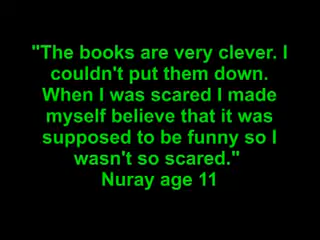 "The books are very clever. I
couldn't put them down.
When I was scared I made
myself believe that it was
supposed to be funny so I
wasn't so scared."
Nuray age 11